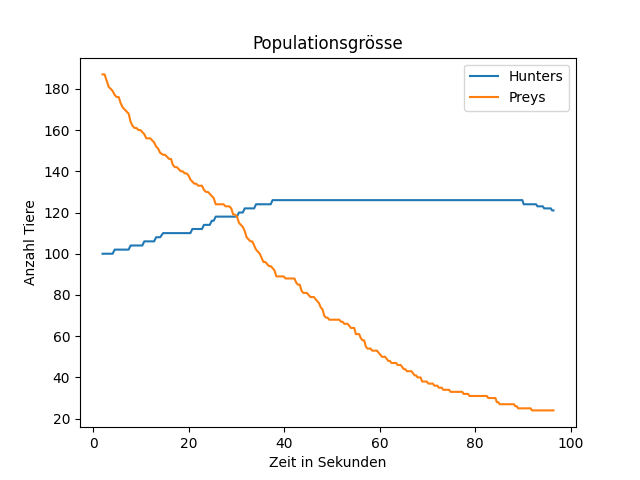 Populationsgrösse
Hunters
Preys
Anzahl Tiere
180
160
140
120
100
80
60
40
20
0 20 40 60 80 100
Zeit in Sekunden